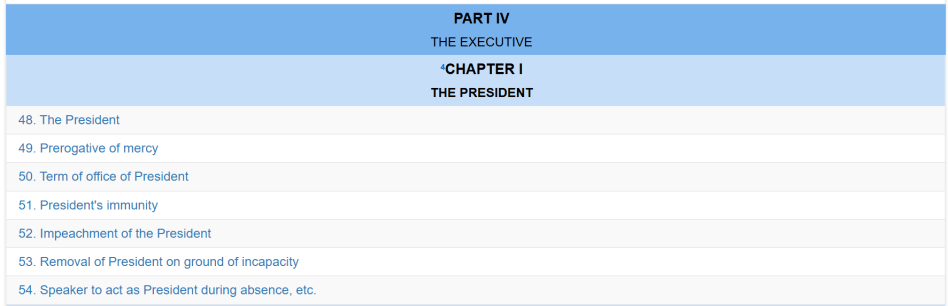 PART IV
THE EXECUTIVE
4CHAPTER I
THE PRESIDENT
48. The President
49. Prerogative of mercy
50. Term of office of President
51. President's immunity
52. Impeachment of the President
53. Removal of President on ground of incapacity
54. Speaker to act as President during absence, etc.